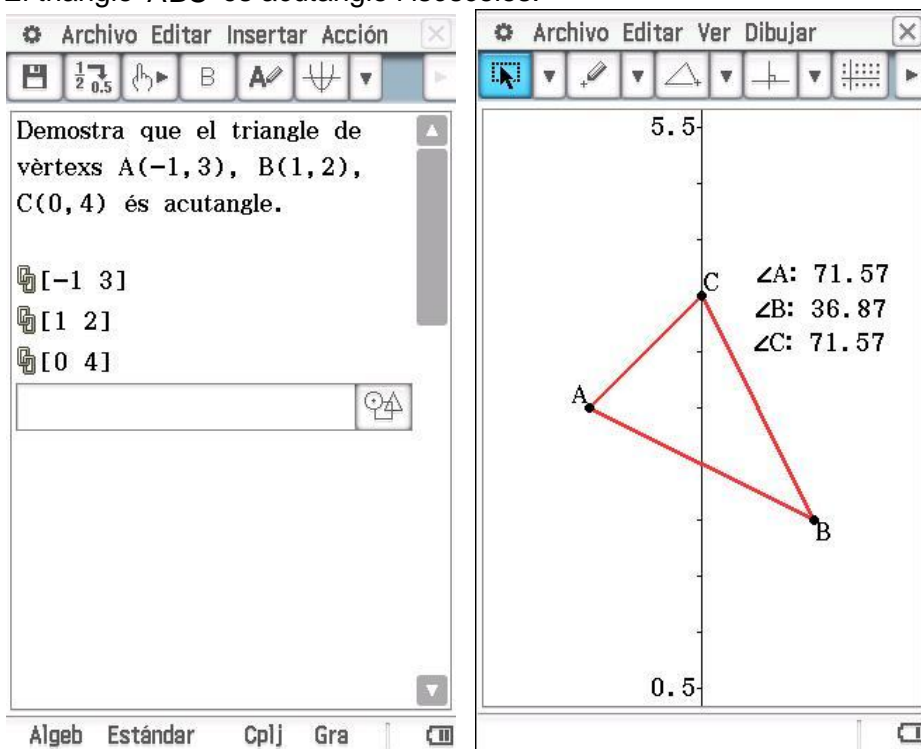 El triangle ABC és acutangle i isòsceles.
Archivo Editar Insertar Acción
B
A
Demostra que el triangle de
vèrtexs A(−1,3), B(1,2),
C(0,4) és acutangle.
[−1 3]
[1 2]
[0 4]
Algeb Estándar Cplj Gra
Archivo Editar Ver Dibujar
5.5
C
∠A: 71.57
∠B: 36.87
∠C: 71.57
A
B
0.5